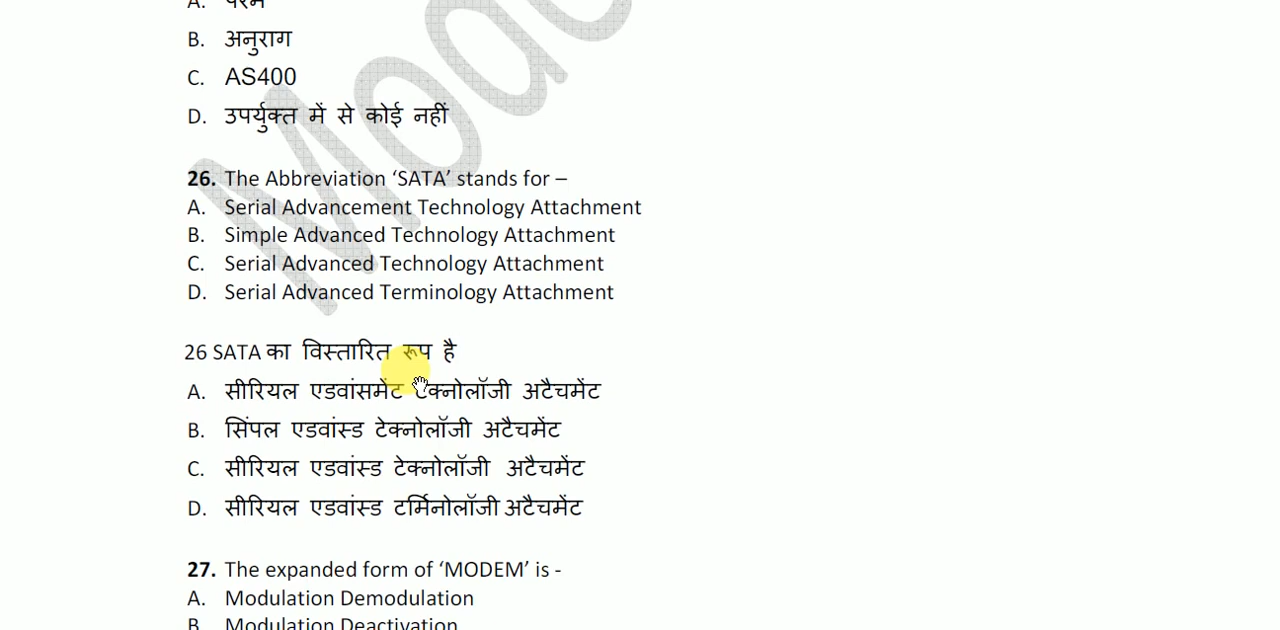 A. परम
B. अनुराग
C. AS400
D. उपर्युक्त में से कोई नहीं
26. The Abbreviation ‘SATA’ stands for –
A. Serial Advancement Technology Attachment
B. Simple Advanced Technology Attachment
C. Serial Advanced Technology Attachment
D. Serial Advanced Terminology Attachment
26 SATA का विस्तारित रूप है
A. सीरियल एडवांसमेंट टेक्नोलॉजी अटैचमेंट
B. सिंपल एडवांस्ड टेक्नोलॉजी अटैचमेंट
C. सीरियल एडवांस्ड टेक्नोलॉजी अटैचमेंट
D. सीरियल एडवांस्ड टर्मिनोलॉजी अटैचमेंट
27. The expanded form of ‘MODEM’ is -
A. Modulation Demodulation
B. Modulation Deactivation